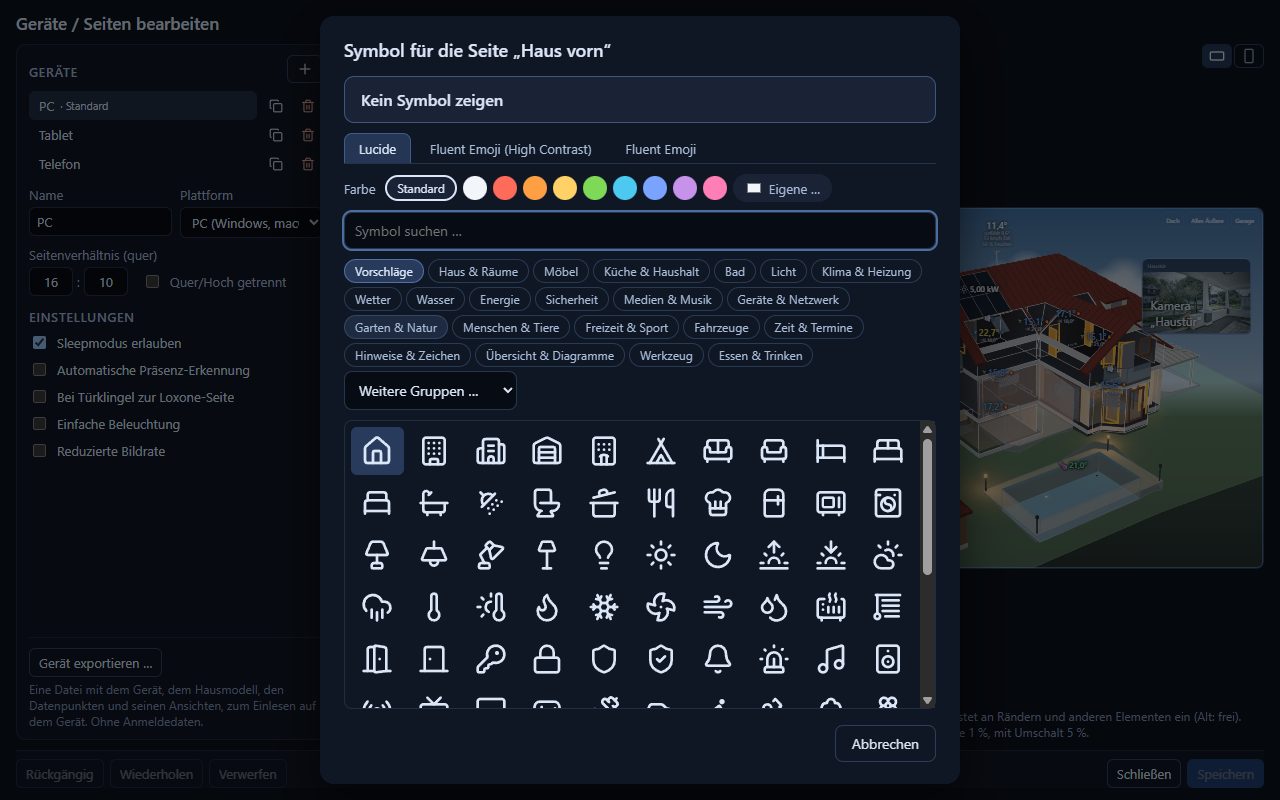 Geräte / Seiten bearbeiten
GERÄTE
PC · Standard
Tablet
Telefon
Name
Plattform
PC
PC (Windows, mac
Seitenverhältnis (quer)
16 : 10
Quer/Hoch getrennt
EINSTELLUNGEN
Sleepmodus erlauben
Automatische Präsenz-Erkennung
Bei Türklingel zur Loxone-Seite
Einfache Beleuchtung
Reduzierte Bildrate
Gerät exportieren ...
Eine Datei mit dem Gerät, dem Hausmodell, den
Datenpunkten und seinen Ansichten, zum Einlesen auf
dem Gerät. Ohne Anmeldedaten.
Rückgängig
Wiederholen
Verwerfen
Symbol für die Seite „Haus vorn“
Kein Symbol zeigen
Lucide
Fluent Emoji (High Contrast)
Fluent Emoji
Farbe
Standard
Eigene ...
Symbol suchen ...
Vorschläge
Haus & Räume
Möbel
Küche & Haushalt
Bad
Licht
Klima & Heizung
Wetter
Wasser
Energie
Sicherheit
Medien & Musik
Geräte & Netzwerk
Garten & Natur
Menschen & Tiere
Freizeit & Sport
Fahrzeuge
Zeit & Termine
Hinweise & Zeichen
Übersicht & Diagramme
Werkzeug
Essen & Trinken
Weitere Gruppen ...
Abbrechen
11,4°
Dach
Alles Außen
Garage
5,00 kW
Haustür
Kamera
„Haustür“
22,7°
17,1°
21,0°
stet an Rändern und anderen Elementen ein (Alt: frei).
e 1 %, mit Umschalt 5 %.
Schließen
Speichern